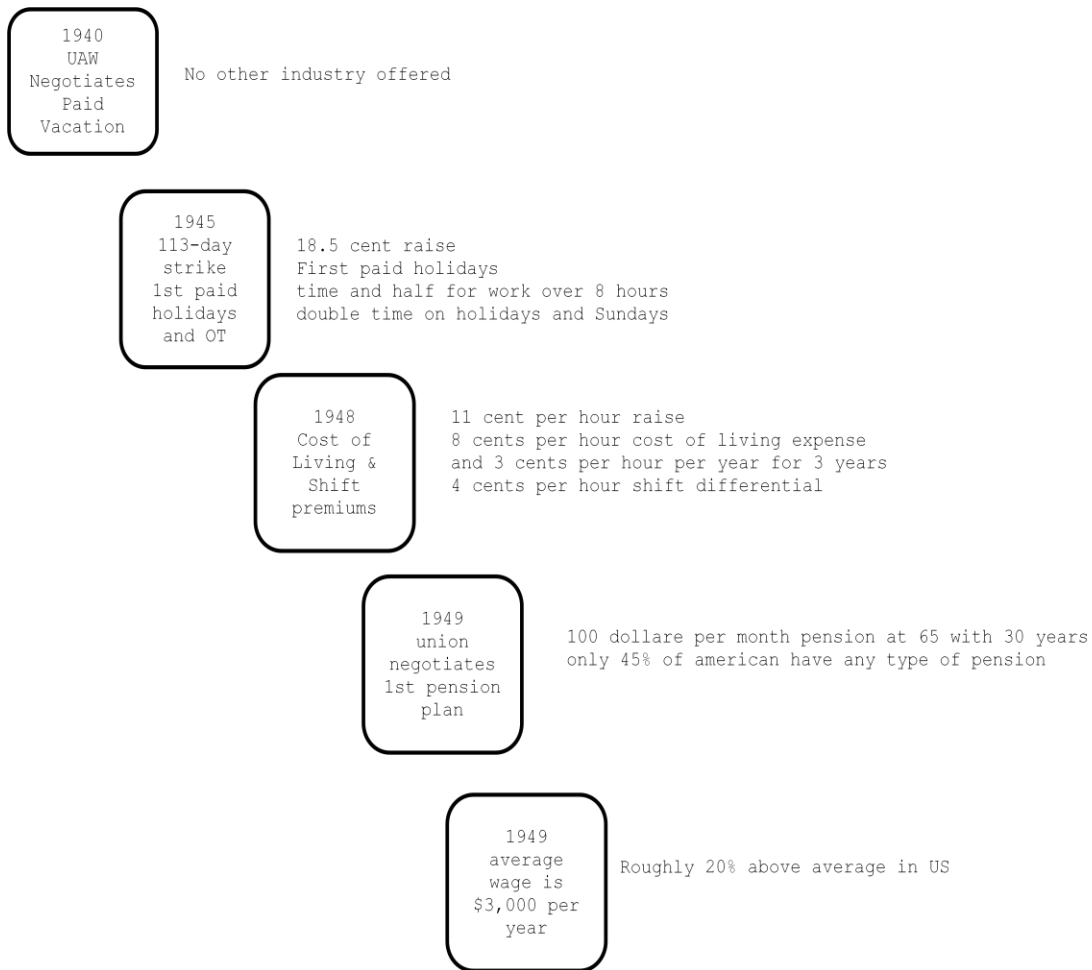 1940
UAW
Negotiates
Paid
Vacation
No other industry offered
1945
113-day
strike
1st paid
holidays
and OT
18.5 cent raise
First paid holidays
time and half for work over 8 hours
double time on holidays and Sundays
1948
Cost of
Living &
Shift
premiums
11 cent per hour raise
8 cents per hour cost of living expense
and 3 cents per hour per year for 3 years
4 cents per hour shift differential
1949
union
negotiates
1st pension
plan
100 dollare per month pension at 65 with 30 years
only 45% of american have any type of pension
1949
average
wage is
$3,000 per
year
Roughly 20% above average in US